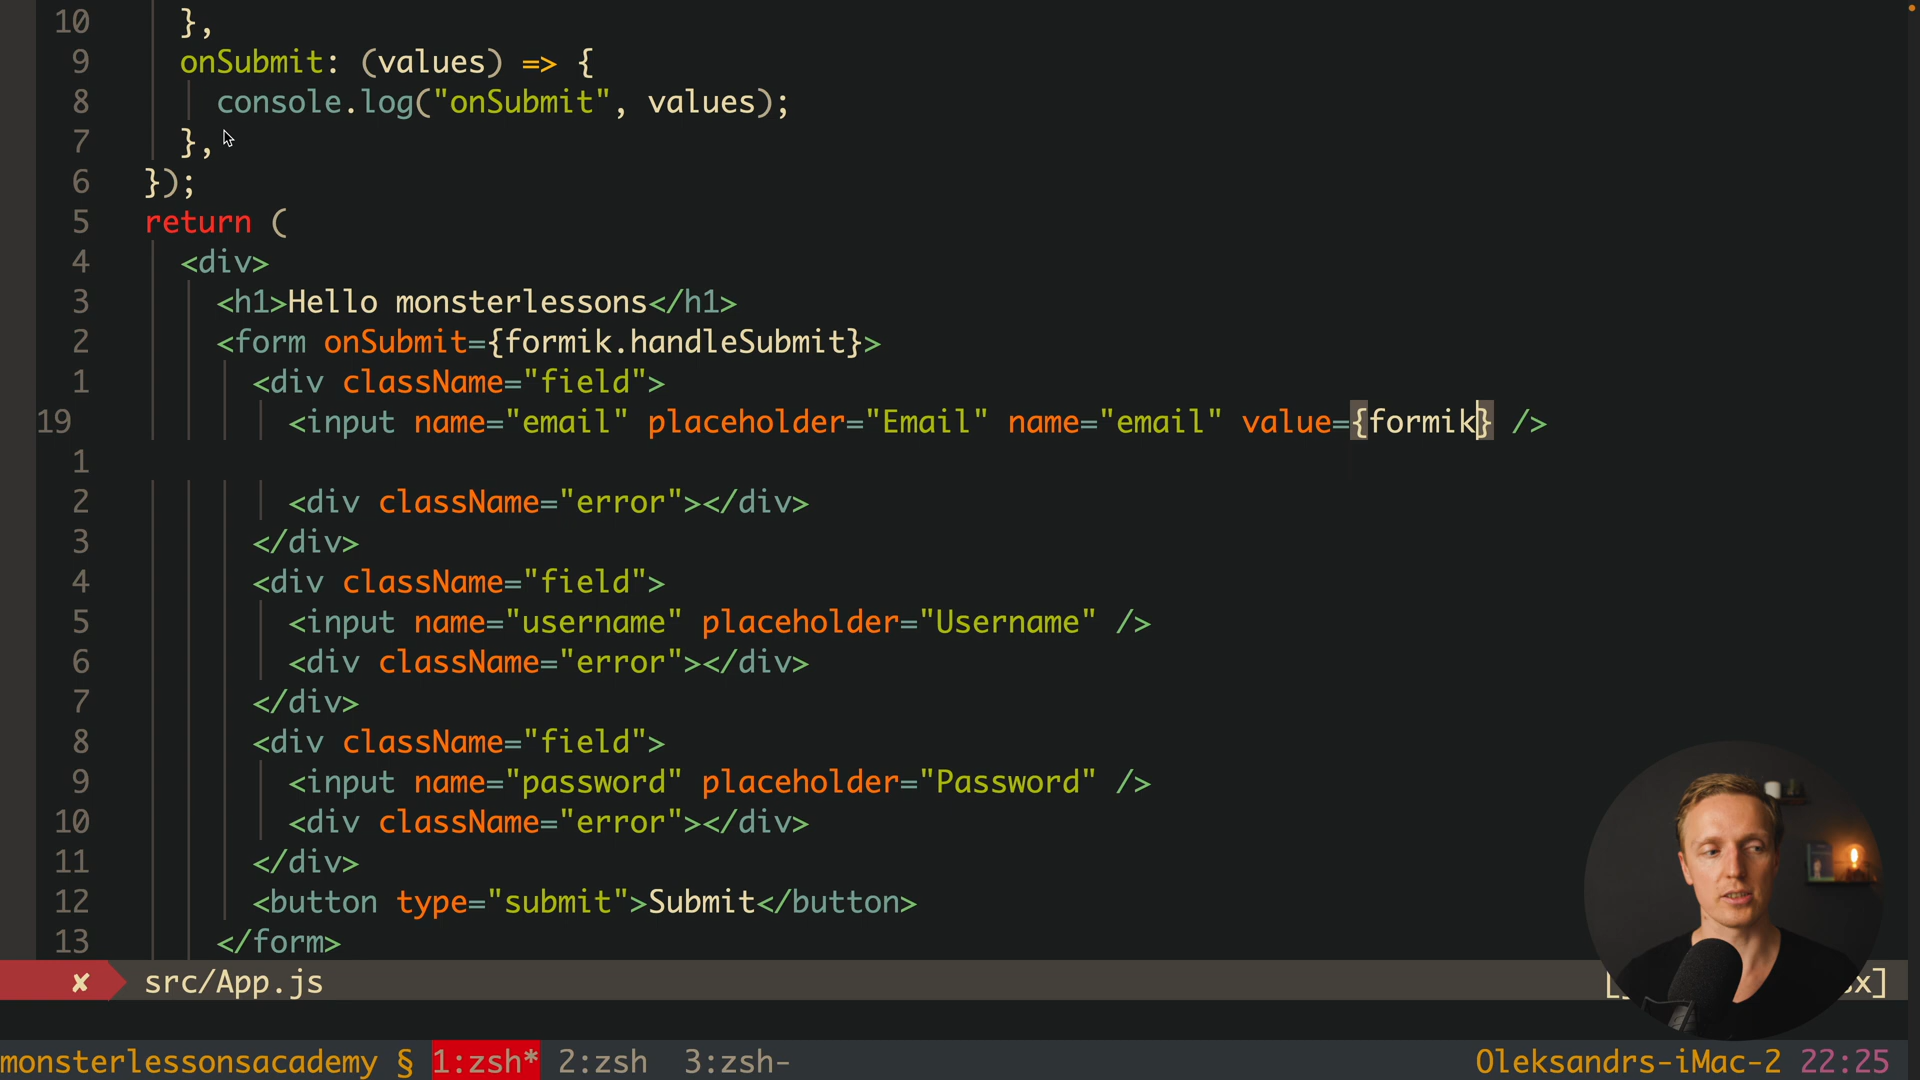 10 },
9 onSubmit: (values) => {
8 console.log("onSubmit", values);
7 },
6 });
5 return (
4 <div>
3 <h1>Hello monsterlessons</h1>
2 <form onSubmit={formik.handleSubmit}>
1 <div className="field">
19 <input name="email" placeholder="Email" name="email" value={formik} />
1
2 <div className="error"></div>
3 </div>
4 <div className="field">
5 <input name="username" placeholder="Username" />
6 <div className="error"></div>
7 </div>
8 <div className="field">
9 <input name="password" placeholder="Password" />
10 <div className="error"></div>
11 </div>
12 <button type="submit">Submit</button>
13 </form>
✘ src/App.js
monsterlessonsacademy § 1:zsh* 2:zsh 3:zsh- Oleksandrs-iMac-2 22:25